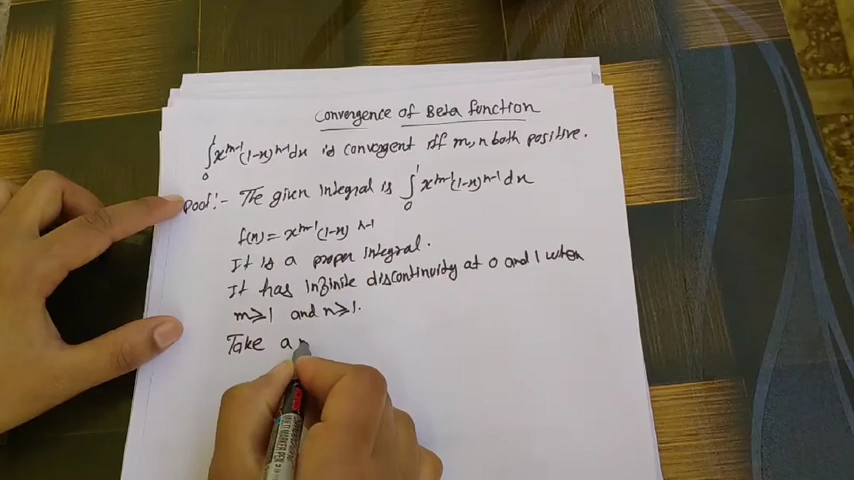 Convergence of Beta function
∫₀¹ x^(m-1) (1-x)^(n-1) dx is convergent if m, n both positive.
Proof:- The given integral is ∫₀¹ x^(m-1) (1-x)^(n-1) dx
f(x) = x^(m-1) (1-x)^(n-1)
It is a proper integral.
It has infinite discontinuity at 0 and 1 when
m≥1 and n≥1.
Take a